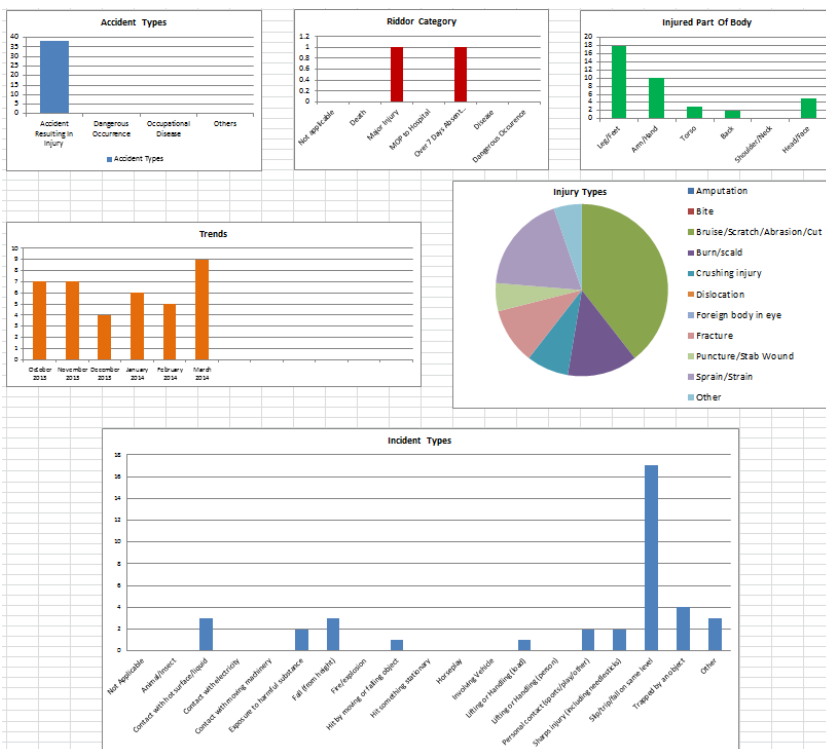 Accident Types
40
35
30
25
20
15
10
5
0
Accident Resulting In Injury
Dangerous Occurrence
Occupational Disease
Others
Accident Types
Riddor Category
1.2
1
0.8
0.6
0.4
0.2
0
Not applicable
Death
Major Injury
MOP to Hospital
Over 7 Days Absent...
Disease
Dangerous Occurence
Injured Part Of Body
20
18
16
14
12
10
8
6
4
2
0
Leg/Feet
Arm/Hand
Torso
Back
Shoulder/Neck
Head/Face
Trends
10
9
8
7
6
5
4
3
2
1
0
October 2013
November 2013
December 2013
January 2014
February 2014
March 2014
Injury Types
Amputation
Bite
Bruise/Scratch/Abrasion/Cut
Burn/scald
Crushing injury
Dislocation
Foreign body in eye
Fracture
Puncture/Stab Wound
Sprain/Strain
Other
Incident Types
18
16
14
12
10
8
6
4
2
0
Not Applicable
Animal/Insect
Contact with hot surface/liquid
Contact with electricity
Contact with moving machinery
Exposure to harmful substance
Fall (from height)
Fire/explosion
Hit by moving or falling object
Hit something stationary
Horseplay
Involving Vehicle
Lifting or Handling (load)
Lifting or Handling (person)
Personal contact (sports/play/other)
Sharps injury (including needlestick)
Slip/trip/fall on same level
Trapped by an object
Other